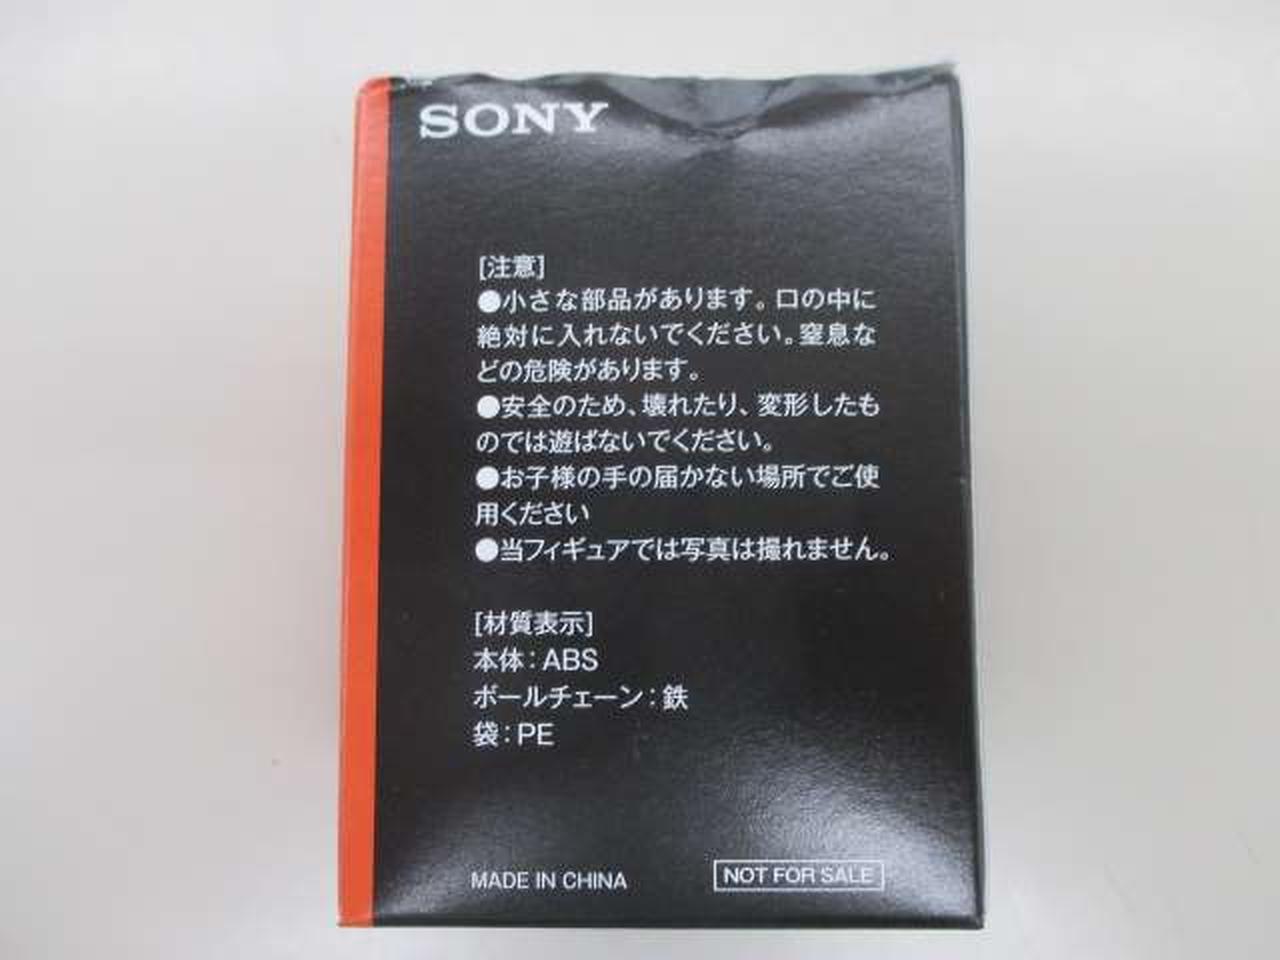 SONY
[注意]
●小さな部品があります。口の中に
絶対に入れないでください。窒息な
どの危険があります。
●安全のため、壊れたり、変形したも
のでは遊ばないでください。
●お子様の手の届かない場所でご使
用ください
●当フィギュアでは写真は撮れません。
[材質表示]
本体：ABS
ボールチェーン：鉄
袋：PE
MADE IN CHINA
NOT FOR SALE